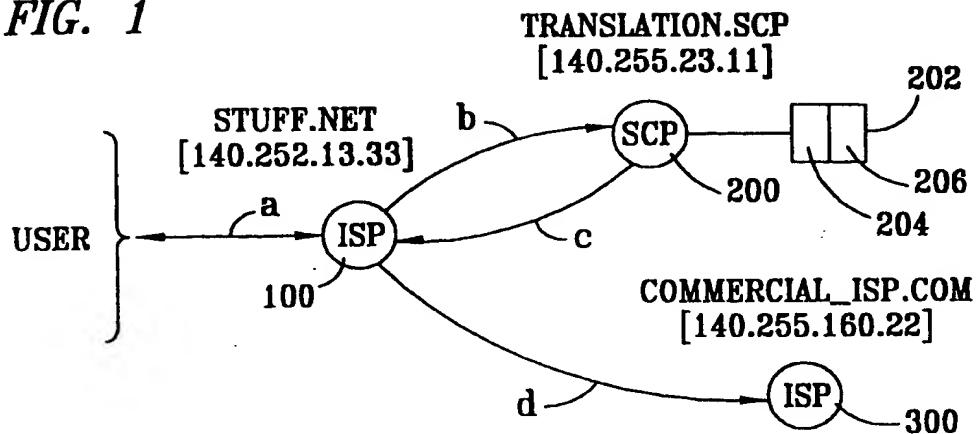 FIG. 1
TRANSLATION.SCP
[140.255.23.11]
202
STUFF.NET
[140.252.13.33]
b
SCP
200
206
204
USER
a
ISP
100
c
COMMERCIAL_ISP.COM
[140.255.160.22]
d
ISP
300